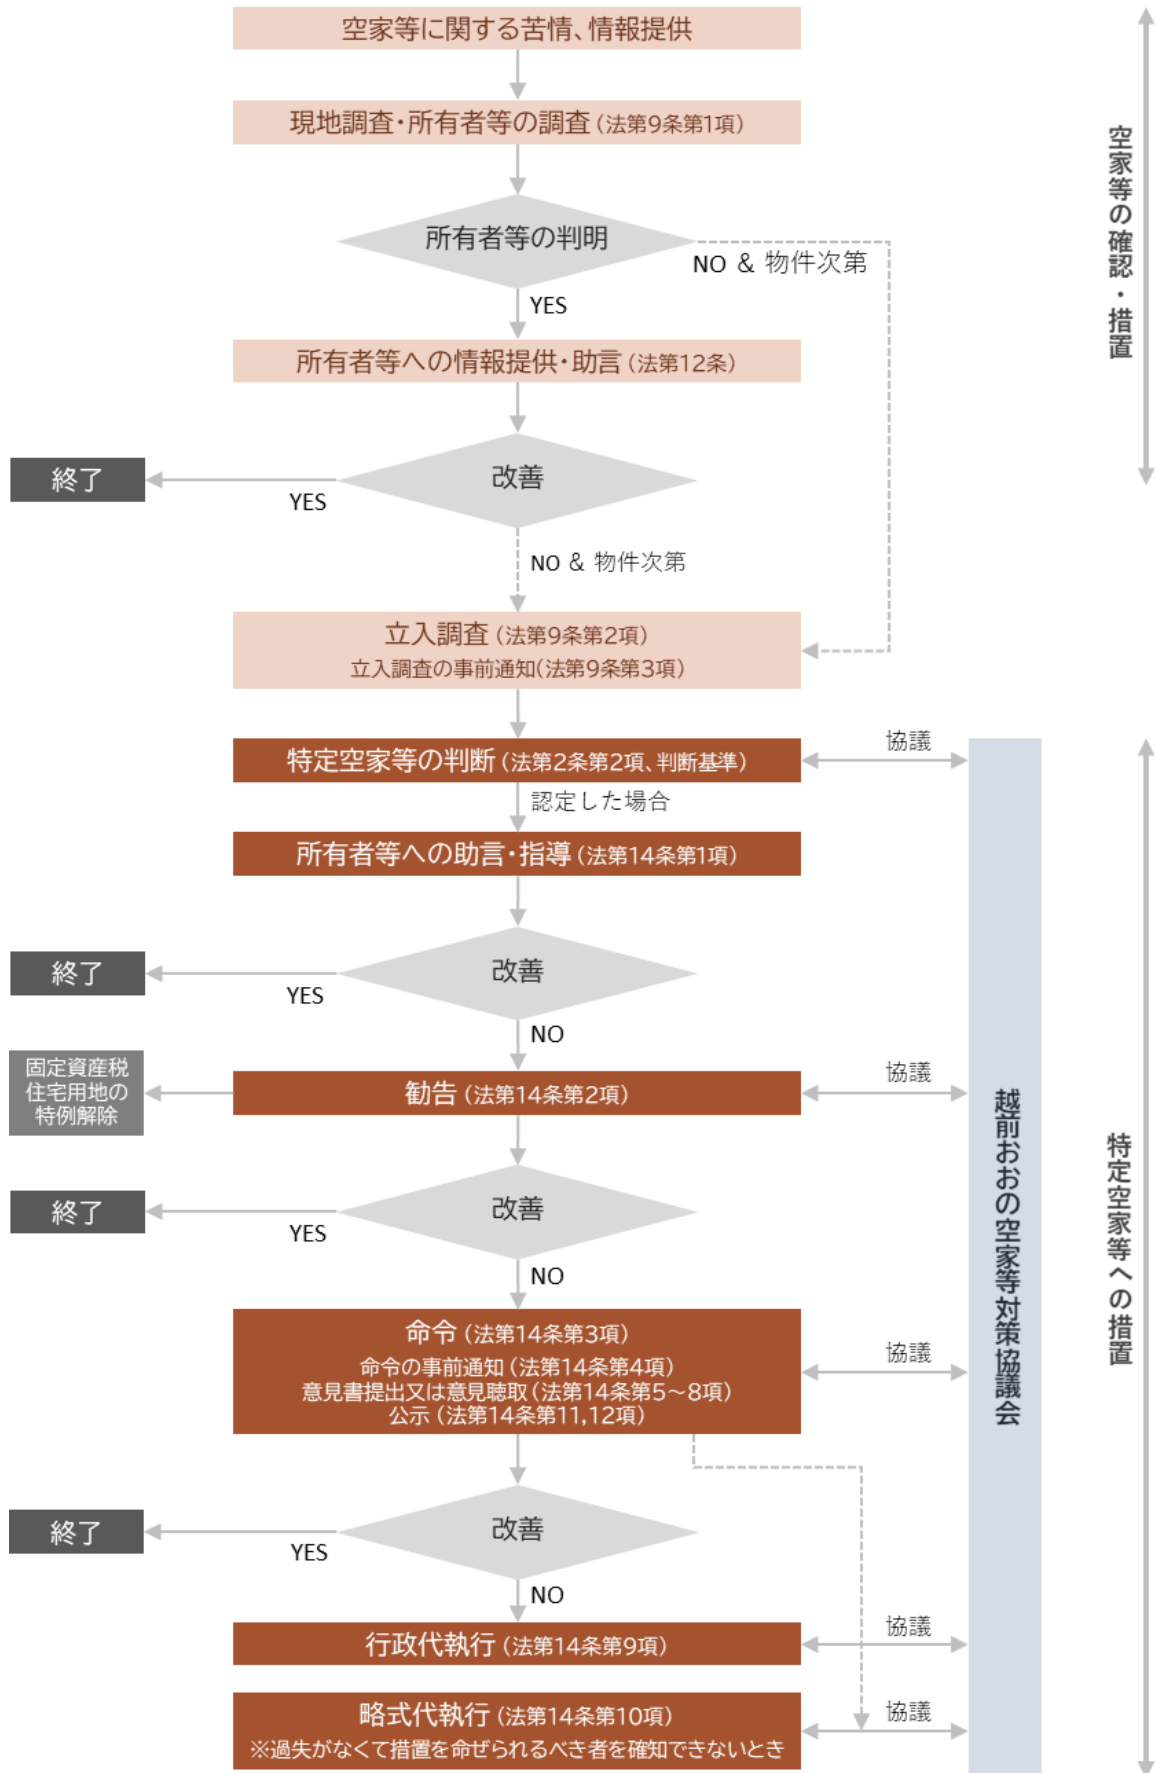 空家等に関する苦情、情報提供
現地調査・所有者等の調査（法第9条第1項）
所有者等の判明
NO ＆ 物件次第
YES
所有者等への情報提供・助言（法第12条）
改善
終了
YES
NO ＆ 物件次第
立入調査（法第9条第2項）
立入調査の事前通知（法第9条第3項）
空家等の確認・措置
特定空家等の判断（法第2条第2項、判断基準）
協議
認定した場合
所有者等への助言・指導（法第14条第1項）
改善
終了
YES
NO
固定資産税
住宅用地の
特例解除
勧告（法第14条第2項）
協議
改善
終了
YES
NO
命令（法第14条第3項）
命令の事前通知（法第14条第4項）
意見書提出又は意見聴取（法第14条第5～8項）
公示（法第14条第11,12項）
協議
改善
終了
YES
NO
行政代執行（法第14条第9項）
協議
略式代執行（法第14条第10項）
※過失がなくて措置を命ぜられるべき者を確知できないとき
協議
越前おおの空家等対策協議会
特定空家等への措置